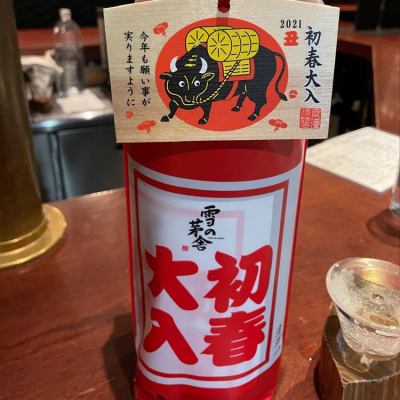 2021
丑
初春大入
今年も願い事が
実りますように
雪の茅舎
初春
大入